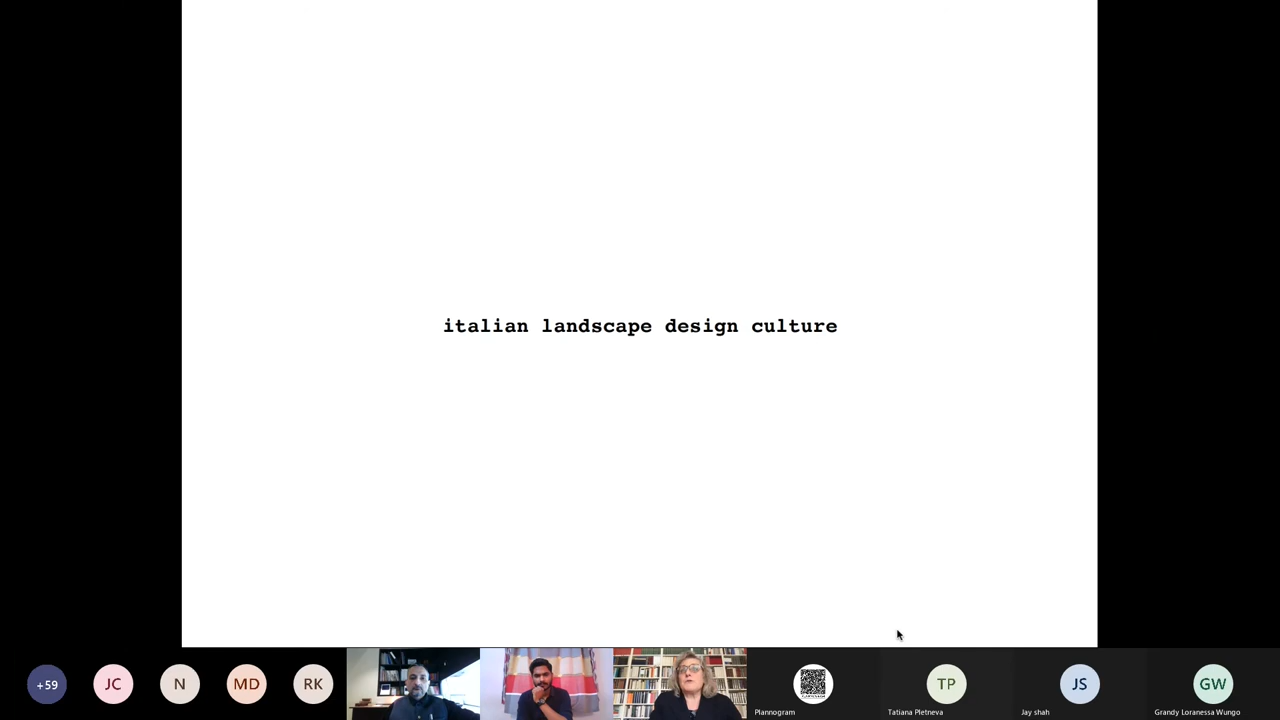 italian landscape design culture
+59
JC
N
MD
RK
Plannogram
TP
Tatiana Pletneva
JS
Jay shah
GW
Grandy Loranessa Wungo